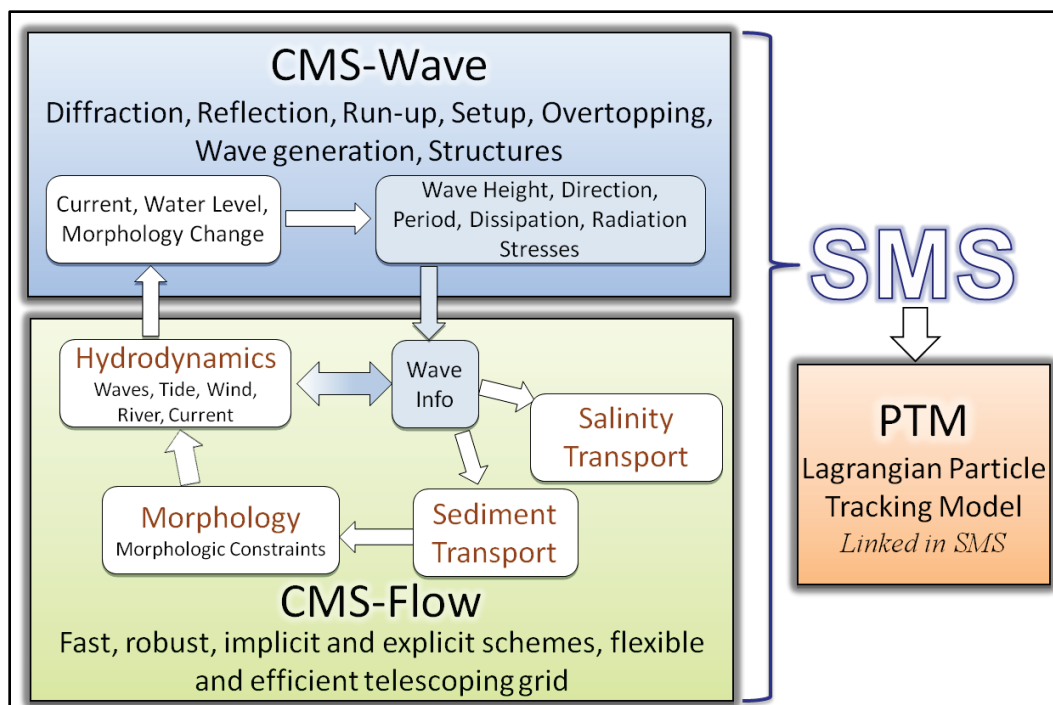 CMS-Wave
Diffraction, Reflection, Run-up, Setup, Overtopping,
Wave generation, Structures
Current, Water Level,
Morphology Change
Wave Height, Direction,
Period, Dissipation, Radiation
Stresses
Hydrodynamics
Waves, Tide, Wind,
River, Current
Wave
Info
Salinity
Transport
Morphology
Morphologic Constraints
Sediment
Transport
CMS-Flow
Fast, robust, implicit and explicit schemes, flexible
and efficient telescoping grid
SMS
PTM
Lagrangian Particle
Tracking Model
Linked in SMS